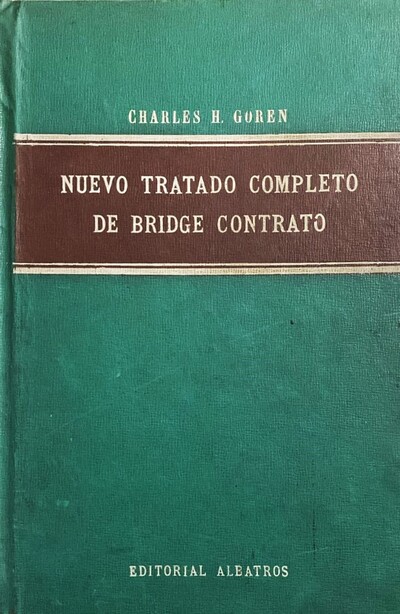 CHARLES H. GOREN
NUEVO TRATADO COMPLETO
DE BRIDGE CONTRATO
EDITORIAL ALBATROS